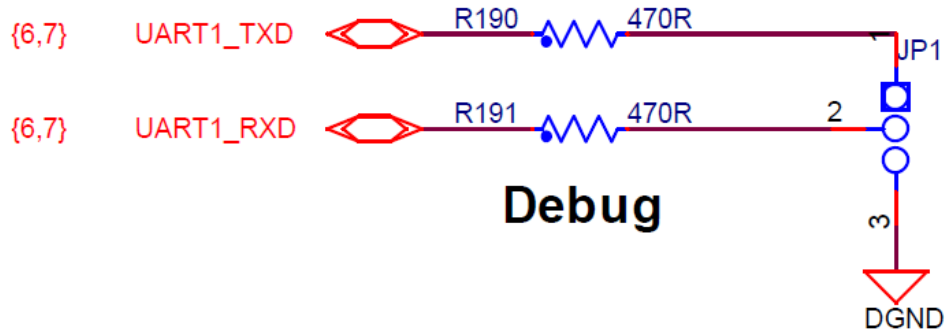 {6,7} UART1_TXD R190 470R 1 JP1
{6,7} UART1_RXD R191 470R 2
Debug
3
DGND